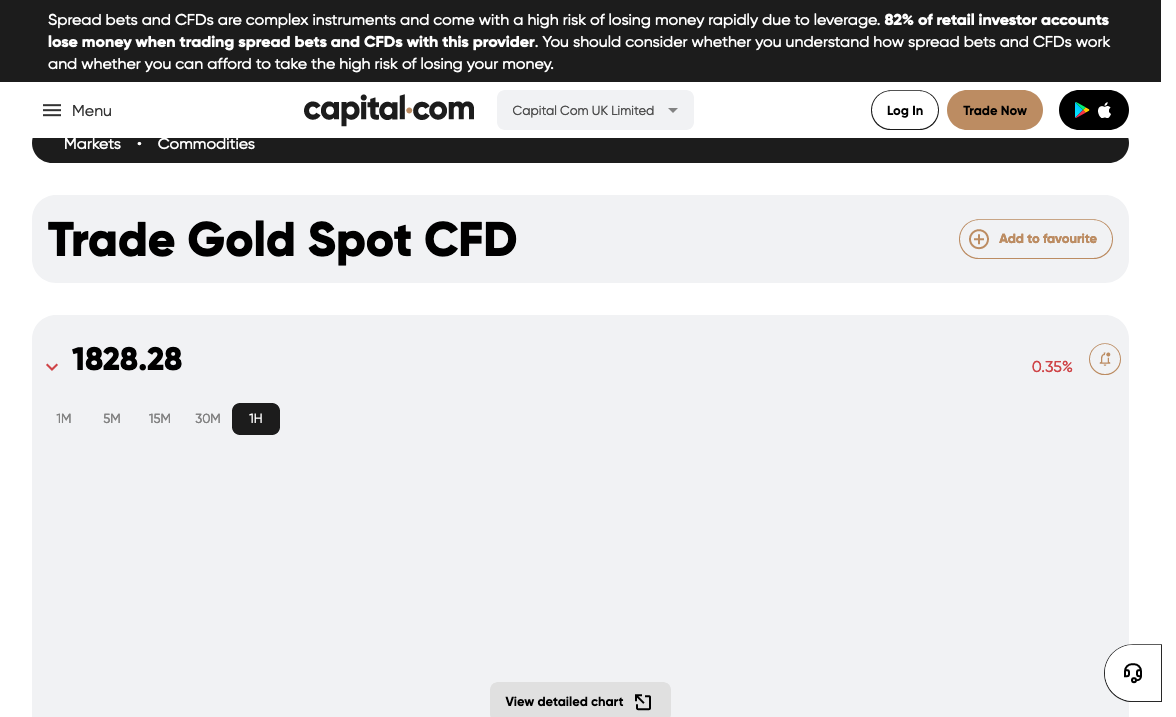 Spread bets and CFDs are complex instruments and come with a high risk of losing money rapidly due to leverage. 82% of retail investor accounts
lose money when trading spread bets and CFDs with this provider. You should consider whether you understand how spread bets and CFDs work
and whether you can afford to take the high risk of losing your money.
Menu
capital.com
Capital Com UK Limited
Log In
Trade Now
Markets • Commodities
Trade Gold Spot CFD
Add to favourite
1828.28
0.35%
1M 5M 15M 30M 1H
View detailed chart